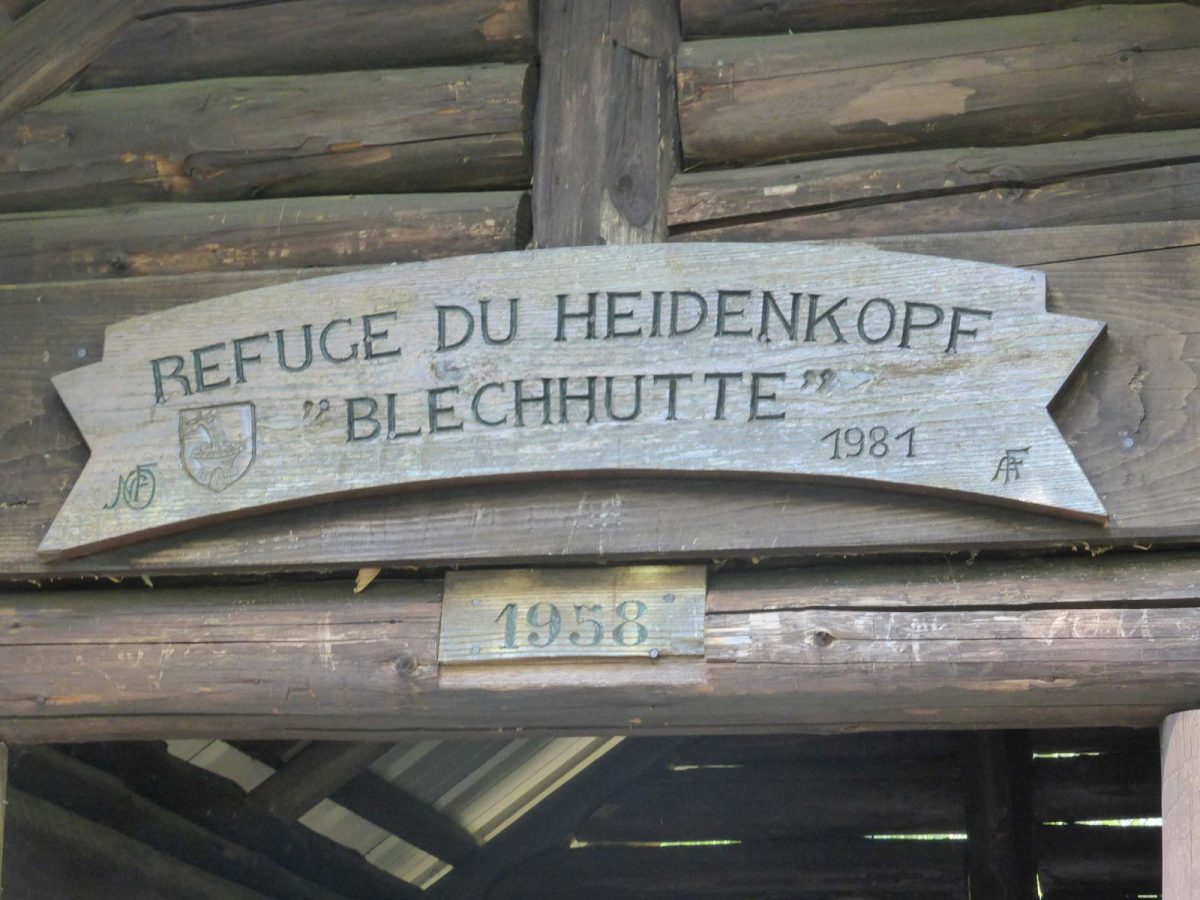 REFUGE DU HEIDENKOPF
"BLECHHUTTE"
1981
1958